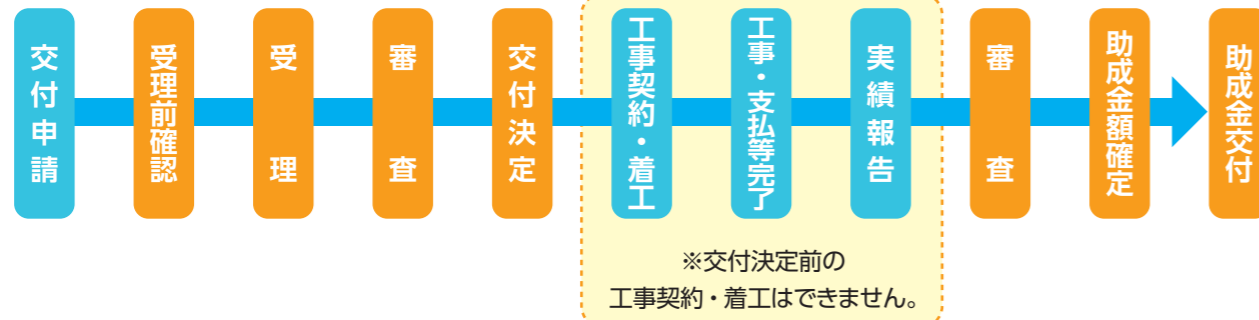 交付申請
受理前確認
受理
審査
交付決定
工事契約・着工
工事・支払等完了
実績報告
審査
助成金額確定
助成金交付
※交付決定前の
工事契約・着工はできません。